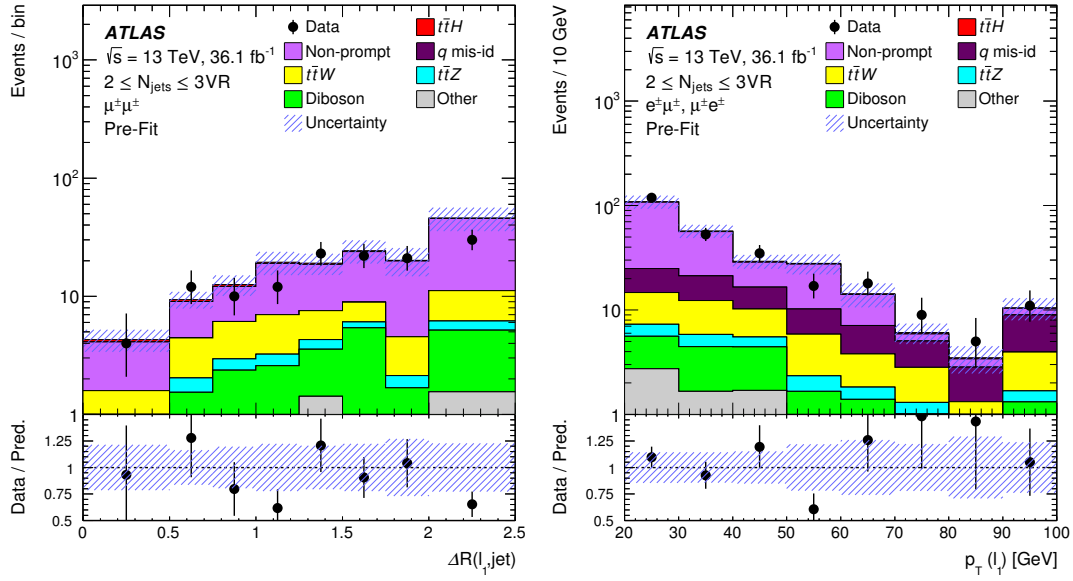 Events / bin
10³
10²
10
1
ATLAS
√s = 13 TeV, 36.1 fb⁻¹
2 ≤ N_jets ≤ 3VR
μ±μ±
Pre-Fit
Data
tt̄H
Non-prompt
q mis-id
tt̄W
tt̄Z
Diboson
Other
Uncertainty
Data / Pred.
1.25
1
0.75
0.5
0 0.5 1 1.5 2 2.5
ΔR(l₁,jet)
Events / 10 GeV
10³
10²
10
1
ATLAS
√s = 13 TeV, 36.1 fb⁻¹
2 ≤ N_jets ≤ 3VR
e±μ±, μ±e±
Pre-Fit
Data
tt̄H
Non-prompt
q mis-id
tt̄W
tt̄Z
Diboson
Other
Uncertainty
Data / Pred.
1.25
1
0.75
0.5
20 30 40 50 60 70 80 90 100
p_T(l₁) [GeV]